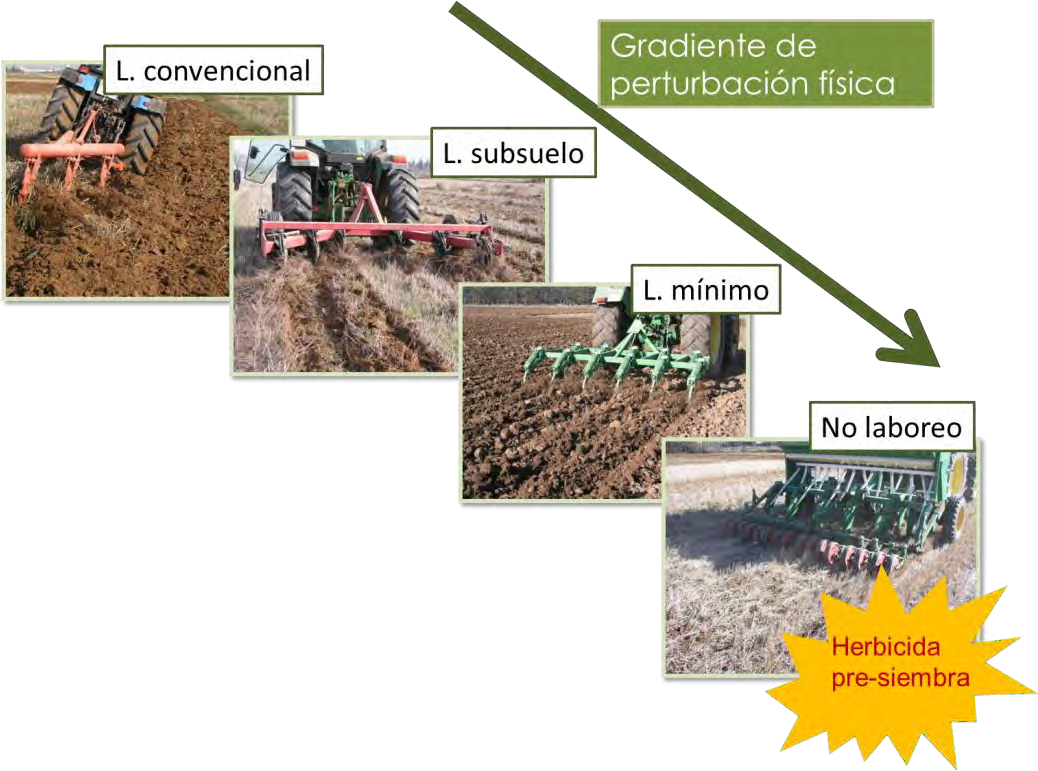 Gradiente de
perturbación física
L. convencional
L. subsuelo
L. mínimo
No laboreo
Herbicida
pre-siembra